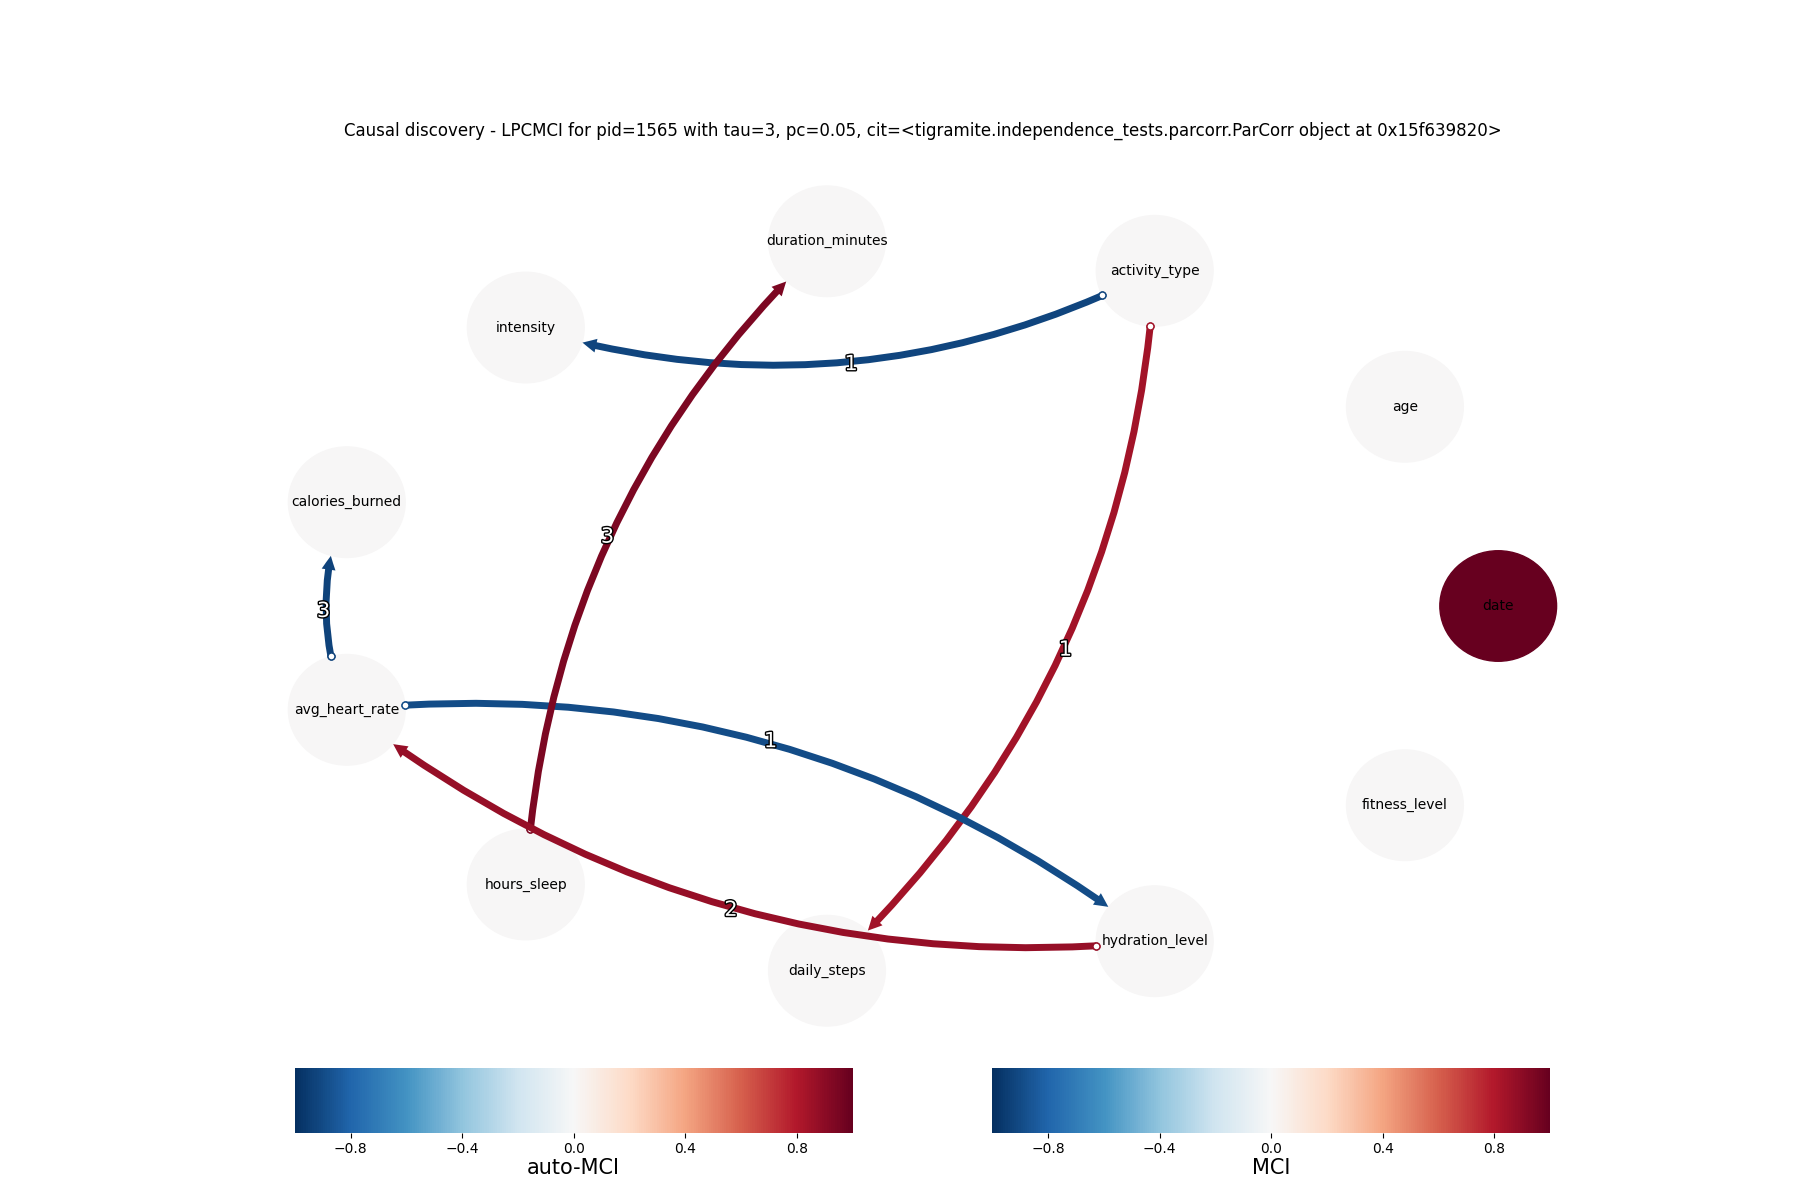 Causal discovery - LPCMCI for pid=1565 with tau=3, pc=0.05, cit=<tigramite.independence_tests.parcorr.ParCorr object at 0x15f639820>
duration_minutes
activity_type
intensity
1
age
calories_burned
3
date
3
1
avg_heart_rate
1
fitness_level
hours_sleep
2
hydration_level
daily_steps
−0.8 −0.4 0.0 0.4 0.8
auto-MCI
−0.8 −0.4 0.0 0.4 0.8
MCI